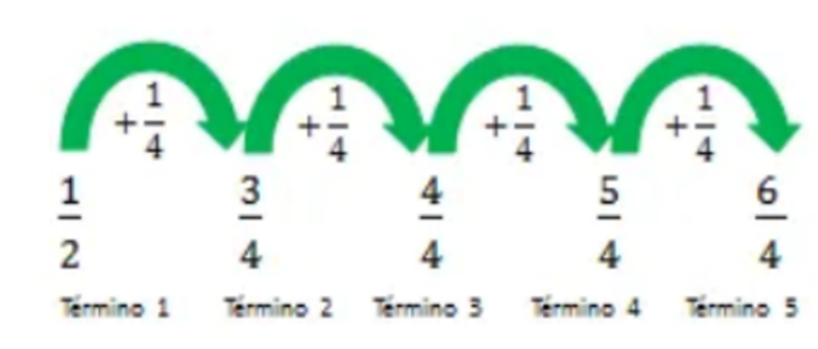 + 1/4 + 1/4 + 1/4 + 1/4
1/2 3/4 4/4 5/4 6/4
Término 1 Término 2 Término 3 Término 4 Término 5